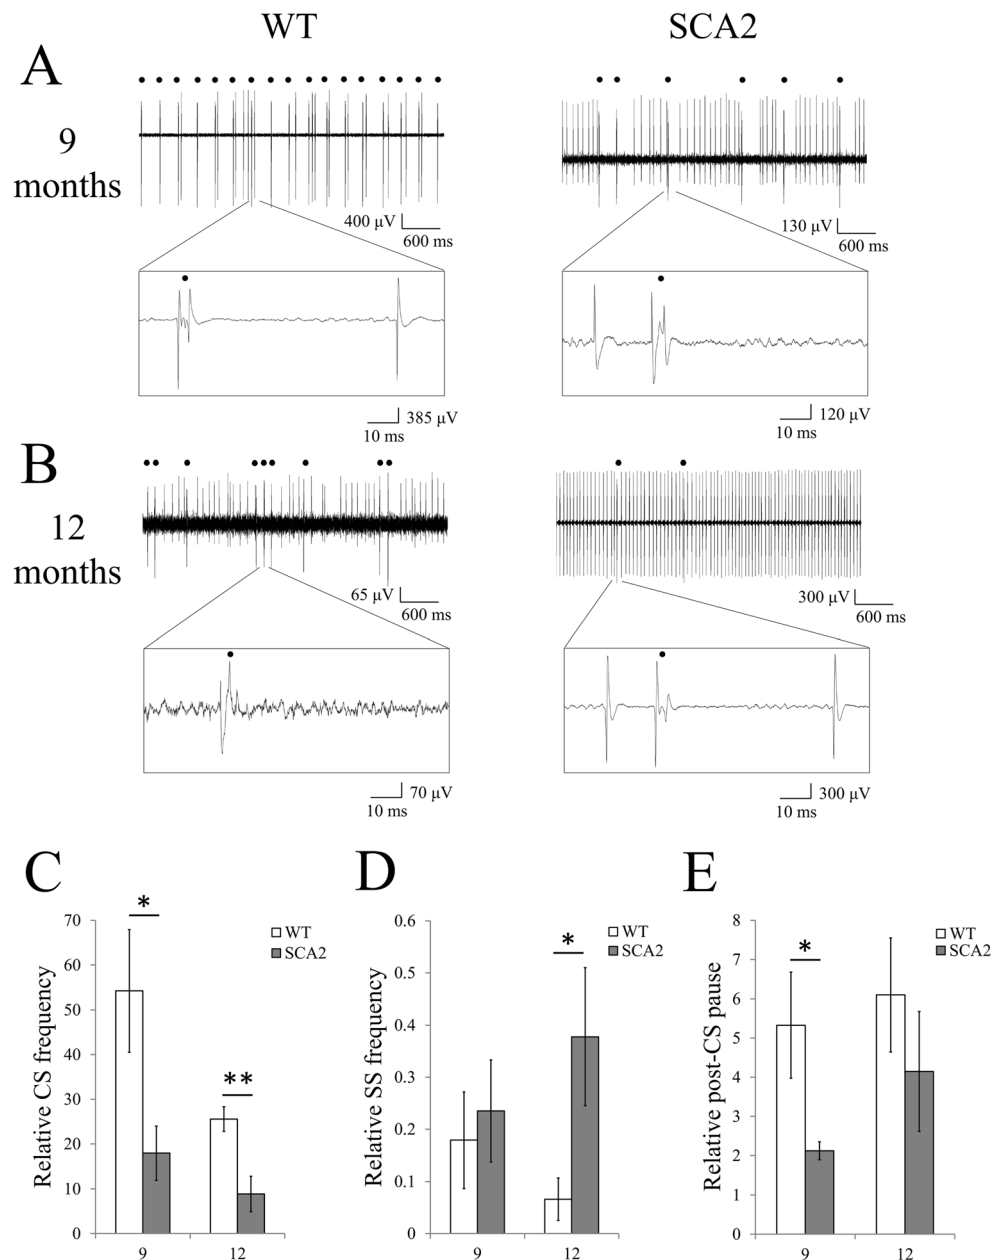 WT
SCA2
A
9
months
400 µV
600 ms
130 µV
600 ms
385 µV
10 ms
120 µV
10 ms
B
12
months
65 µV
600 ms
300 µV
600 ms
70 µV
10 ms
300 µV
10 ms
C
Relative CS frequency
70
60
50
40
30
20
10
0
*
**
WT
SCA2
9
12
D
Relative SS frequency
0.6
0.5
0.4
0.3
0.2
0.1
0
*
WT
SCA2
9
12
E
Relative post-CS pause
8
7
6
5
4
3
2
1
0
*
WT
SCA2
9
12